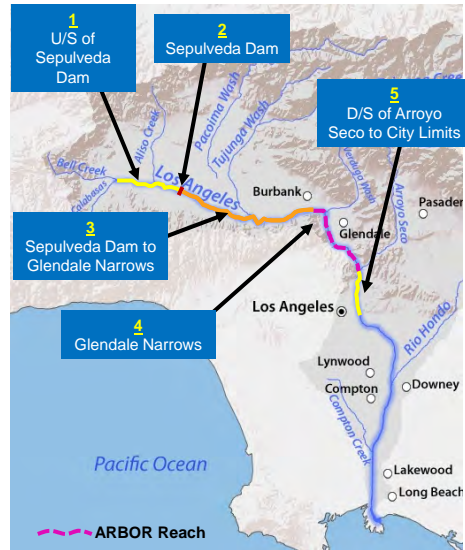 1
U/S of
Sepulveda
Dam
2
Sepulveda Dam
5
D/S of Arroyo
Seco to City Limits
Pacoima Wash
Tujunga Wash
Aliso Creek
Bell Creek
Calabasas
Los Angeles
Burbank
Verdugo Wash
Arroyo Seco
Pasaden
Glendale
3
Sepulveda Dam to
Glendale Narrows
4
Glendale Narrows
Los Angeles
Rio Hondo
Lynwood
Compton
Downey
Compton Creek
Pacific Ocean
Lakewood
Long Beach
ARBOR Reach